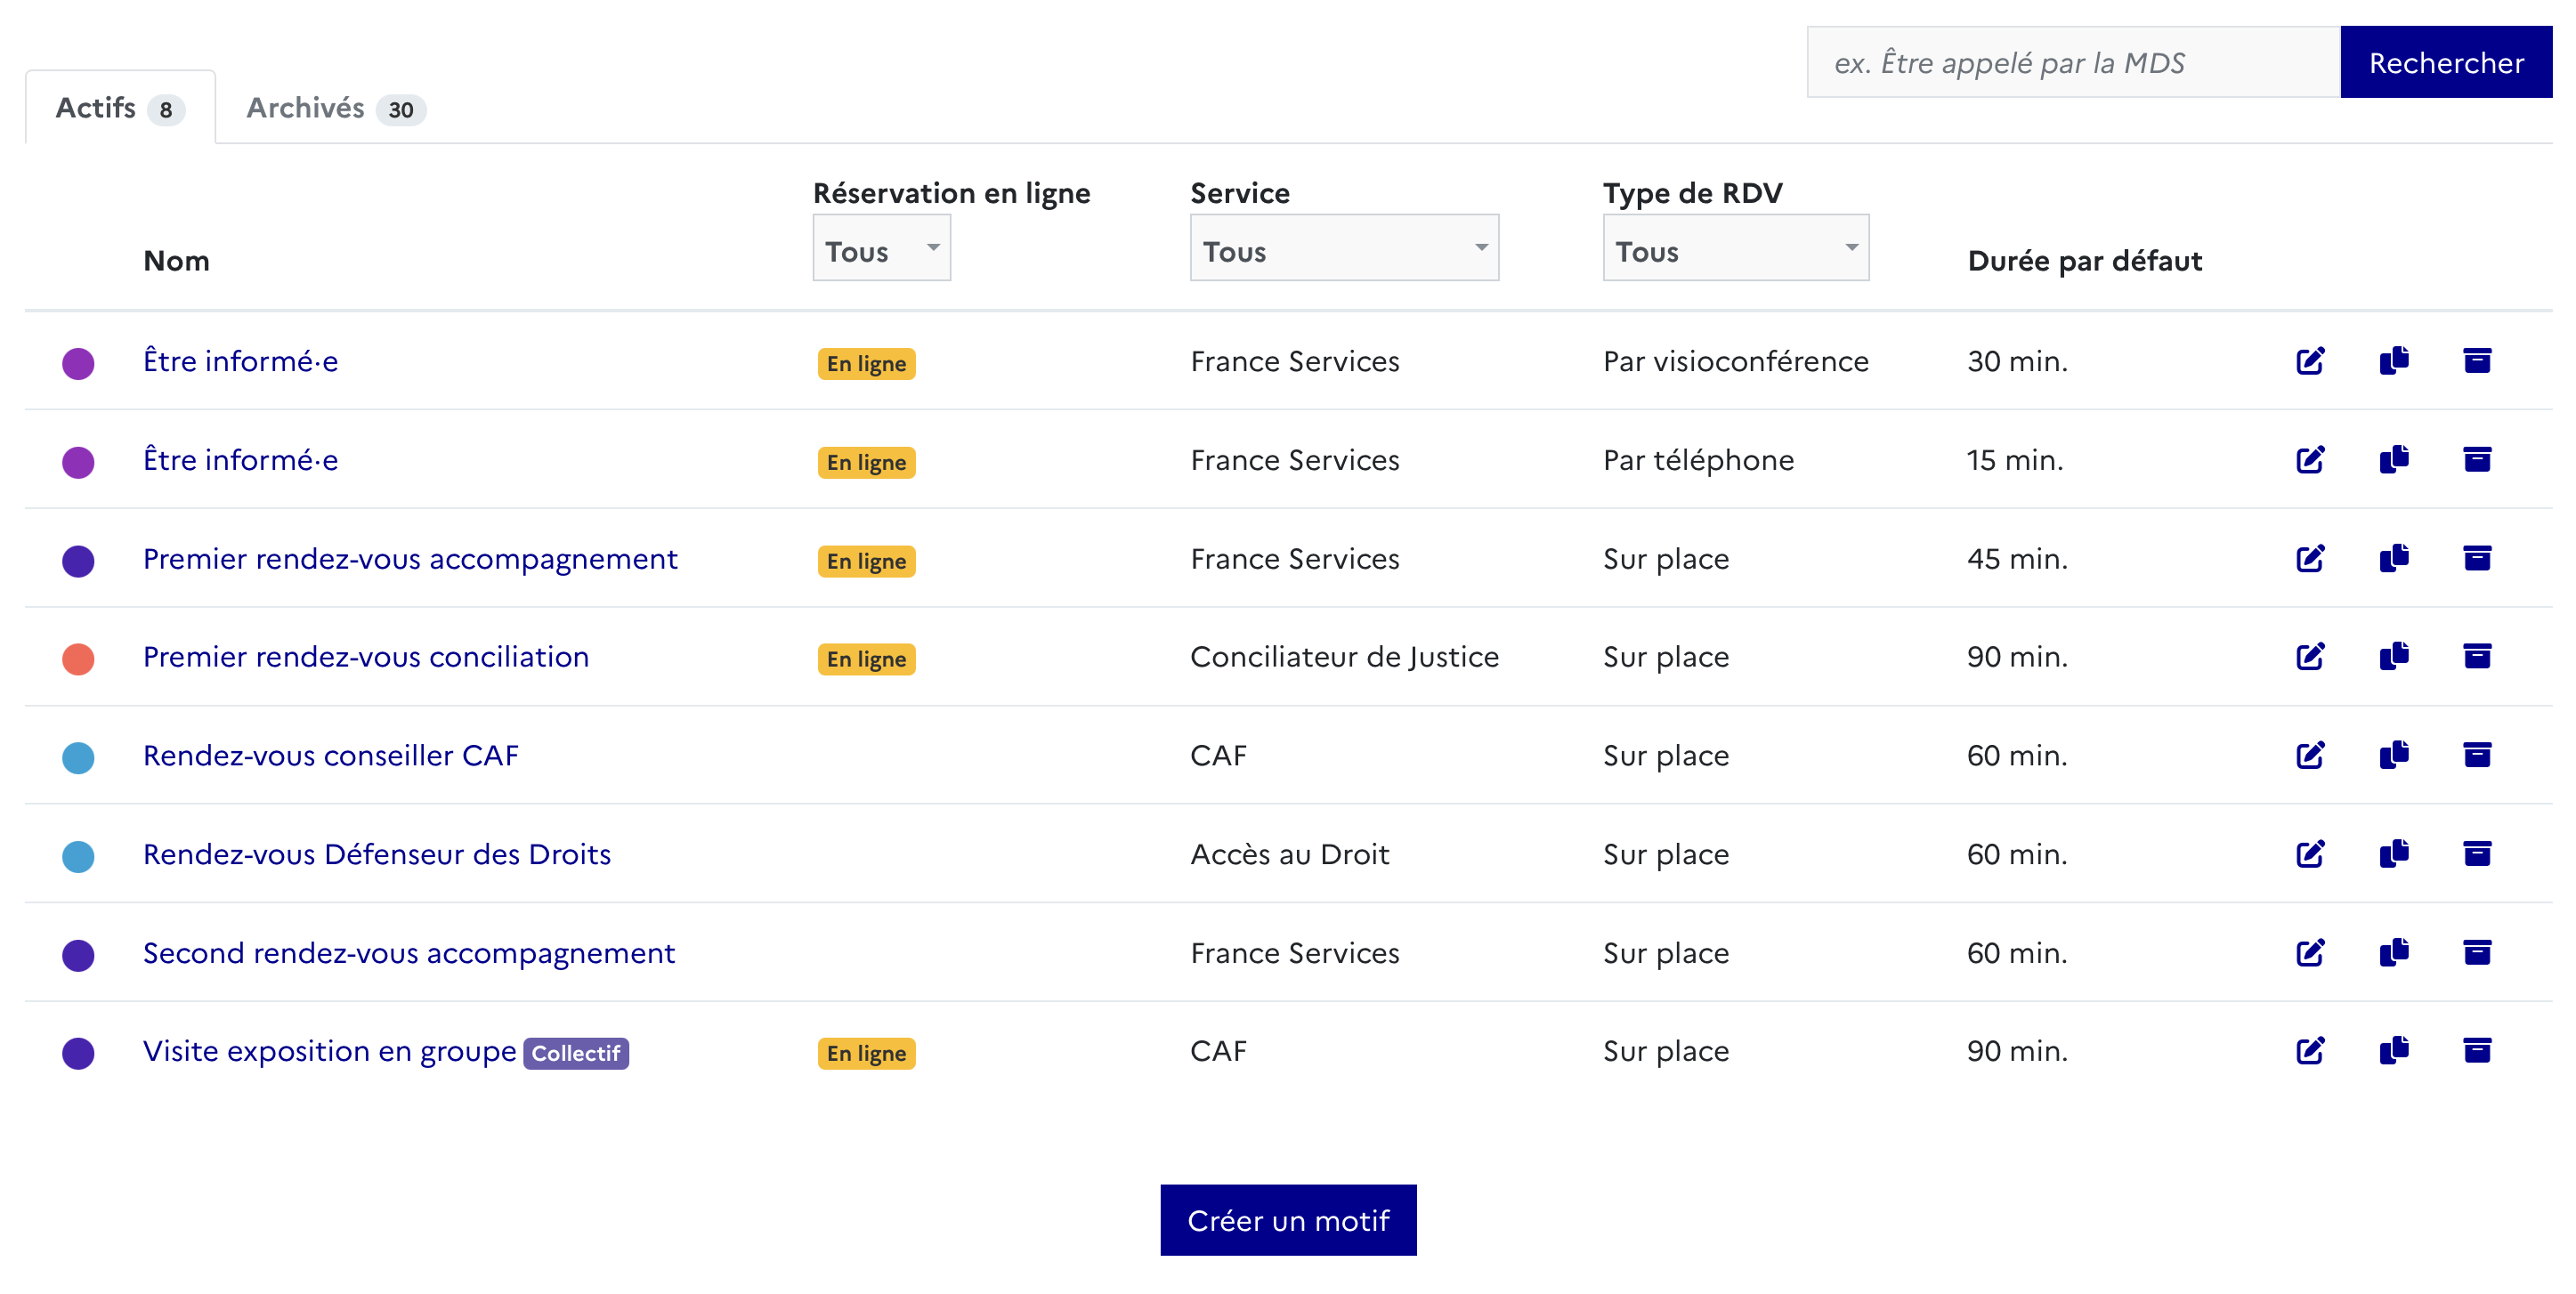 ex. Être appelé par la MDS Rechercher
Actifs 8 Archivés 30
Réservation en ligne Service Type de RDV
Nom Tous Tous Tous Durée par défaut
Être informé·e En ligne France Services Par visioconférence 30 min.
Être informé·e En ligne France Services Par téléphone 15 min.
Premier rendez-vous accompagnement En ligne France Services Sur place 45 min.
Premier rendez-vous conciliation En ligne Conciliateur de Justice Sur place 90 min.
Rendez-vous conseiller CAF CAF Sur place 60 min.
Rendez-vous Défenseur des Droits Accès au Droit Sur place 60 min.
Second rendez-vous accompagnement France Services Sur place 60 min.
Visite exposition en groupe Collectif En ligne CAF Sur place 90 min.
Créer un motif